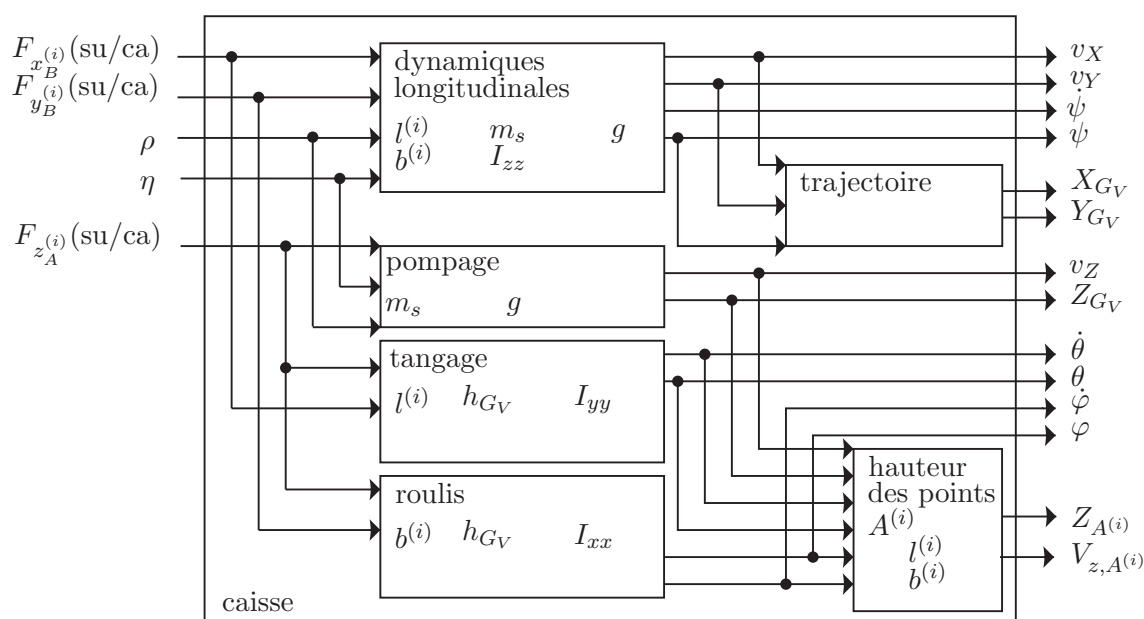 F_{x_B^{(i)}}(su/ca)
F_{y_B^{(i)}}(su/ca)
ρ
η
F_{z_A^{(i)}}(su/ca)
dynamiques
longitudinales
l^{(i)} m_s g
b^{(i)} I_{zz}
trajectoire
pompage
m_s g
tangage
l^{(i)} h_{G_V} I_{yy}
roulis
b^{(i)} h_{G_V} I_{xx}
hauteur
des points
A^{(i)}
l^{(i)}
b^{(i)}
caisse
v_X
v_Y
ψ̇
ψ
X_{G_V}
Y_{G_V}
v_Z
Z_{G_V}
θ̇
θ
φ̇
φ
Z_{A^{(i)}}
V_{z,A^{(i)}}